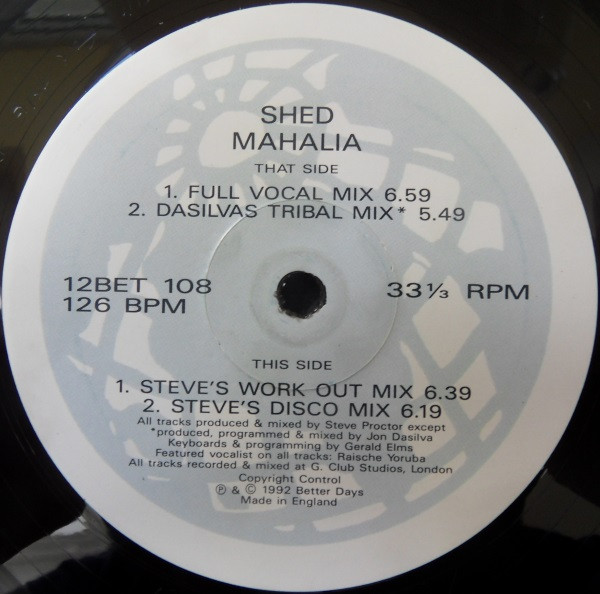 SHED
MAHALIA
THAT SIDE
1. FULL VOCAL MIX 6.59
2. DASILVAS TRIBAL MIX* 5.49
12BET 108
126 BPM
33 ⅓ RPM
THIS SIDE
1. STEVE'S WORK OUT MIX 6.39
2. STEVE'S DISCO MIX 6.19
All tracks produced & mixed by Steve Proctor except
*produced, programmed & mixed by Jon Dasilva
Keyboards & programming by Gerald Elms
Featured vocalist on all tracks: Raische Yoruba
All tracks recorded & mixed at G. Club Studios, London
Copyright Control
℗ & © 1992 Better Days
Made in England